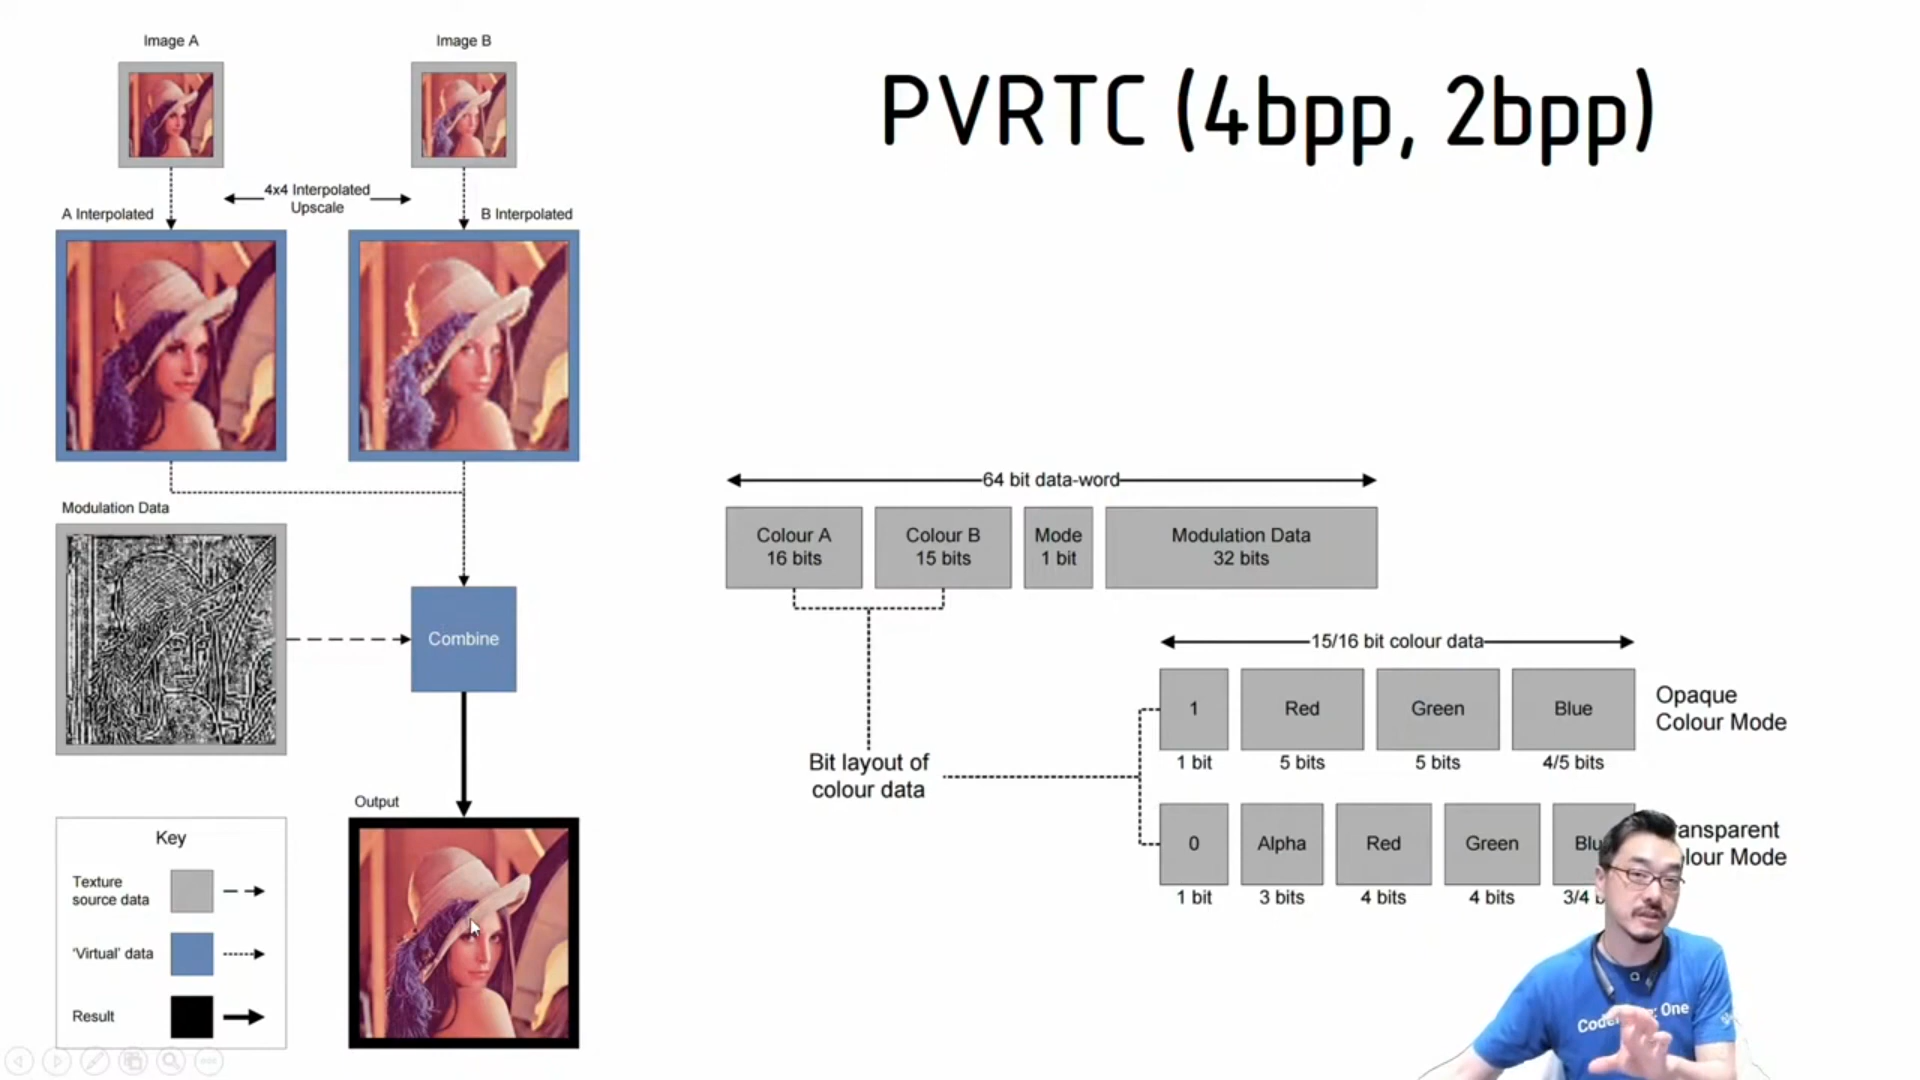 Image A
Image B
PVRTC (4bpp, 2bpp)
4x4 Interpolated
Upscale
A Interpolated
B Interpolated
Modulation Data
Combine
Output
Key
Texture
source data
'Virtual' data
Result
64 bit data-word
Colour A
16 bits
Colour B
15 bits
Mode
1 bit
Modulation Data
32 bits
15/16 bit colour data
1
Red
Green
Blue
Opaque
Colour Mode
1 bit
5 bits
5 bits
4/5 bits
Bit layout of
colour data
0
Alpha
Red
Green
1 bit
3 bits
4 bits
4 bits
3/4
Mode
One